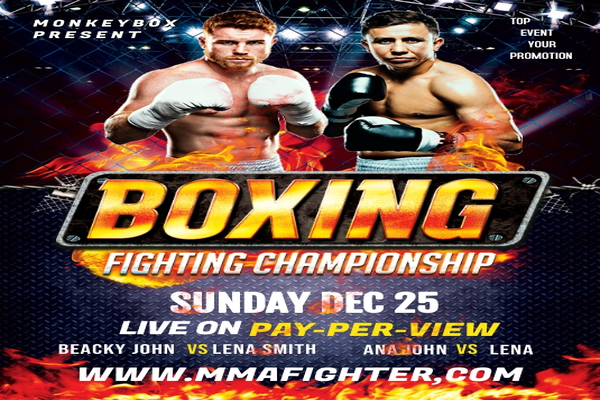 MONKEYBOX
PRESENT
TOP
EVENT
YOUR
PROMOTION
BOXING
FIGHTING CHAMPIONSHIP
SUNDAY DEC 25
LIVE ON PAY-PER-VIEW
BEACKY JOHN VS LENA SMITH ANA JOHN VS LENA
WWW.MMAFIGHTER,COM